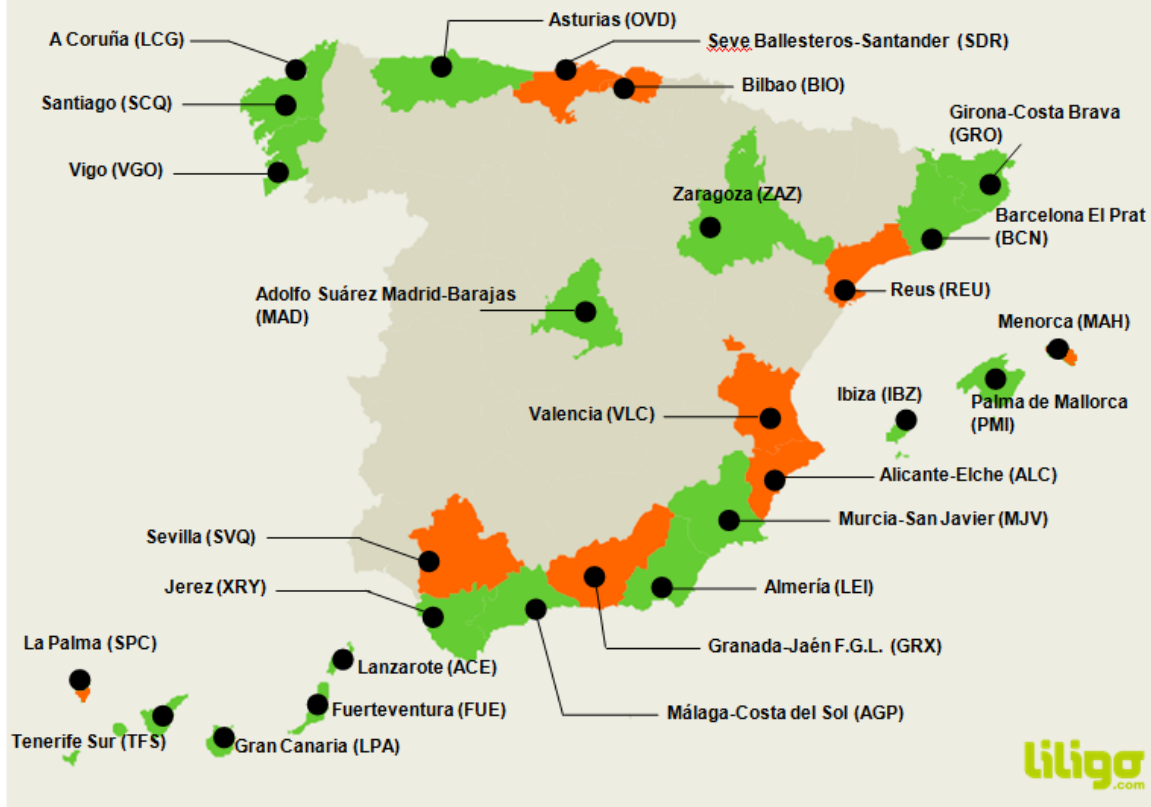 Asturias (OVD)
A Coruña (LCG)
Seve Ballesteros-Santander (SDR)
Santiago (SCQ)
Bilbao (BIO)
Girona-Costa Brava
(GRO)
Vigo (VGO)
Zaragoza (ZAZ)
Barcelona El Prat
(BCN)
Adolfo Suárez Madrid-Barajas
(MAD)
Reus (REU)
Menorca (MAH)
Ibiza (IBZ)
Palma de Mallorca
(PMI)
Valencia (VLC)
Alicante-Elche (ALC)
Murcia-San Javier (MJV)
Sevilla (SVQ)
Jerez (XRY)
Almería (LEI)
La Palma (SPC)
Granada-Jaén F.G.L. (GRX)
Lanzarote (ACE)
Fuerteventura (FUE)
Málaga-Costa del Sol (AGP)
Tenerife Sur (TFS)
Gran Canaria (LPA)
liligo
.com